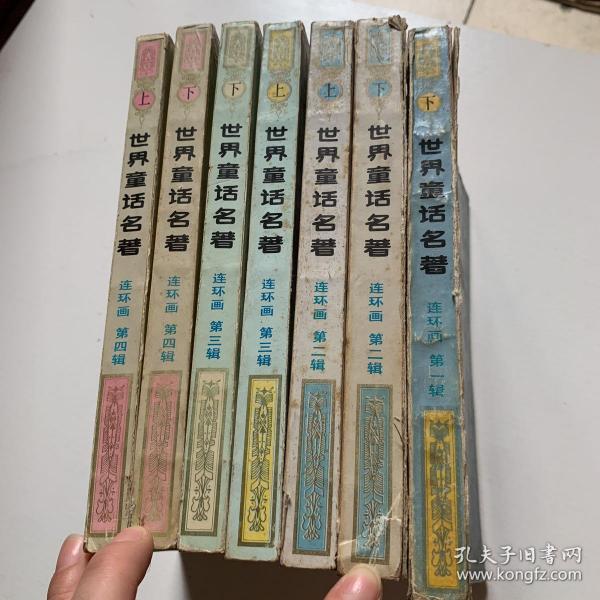 上
世界童话名著
连环画 第四辑
下
世界童话名著
连环画 第四辑
下
世界童话名著
连环画 第三辑
上
世界童话名著
连环画 第三辑
上
世界童话名著
连环画 第二辑
下
世界童话名著
连环画 第二辑
下
世界童话名著
连环画 第一辑
孔夫子旧书网
www.kongfz.com